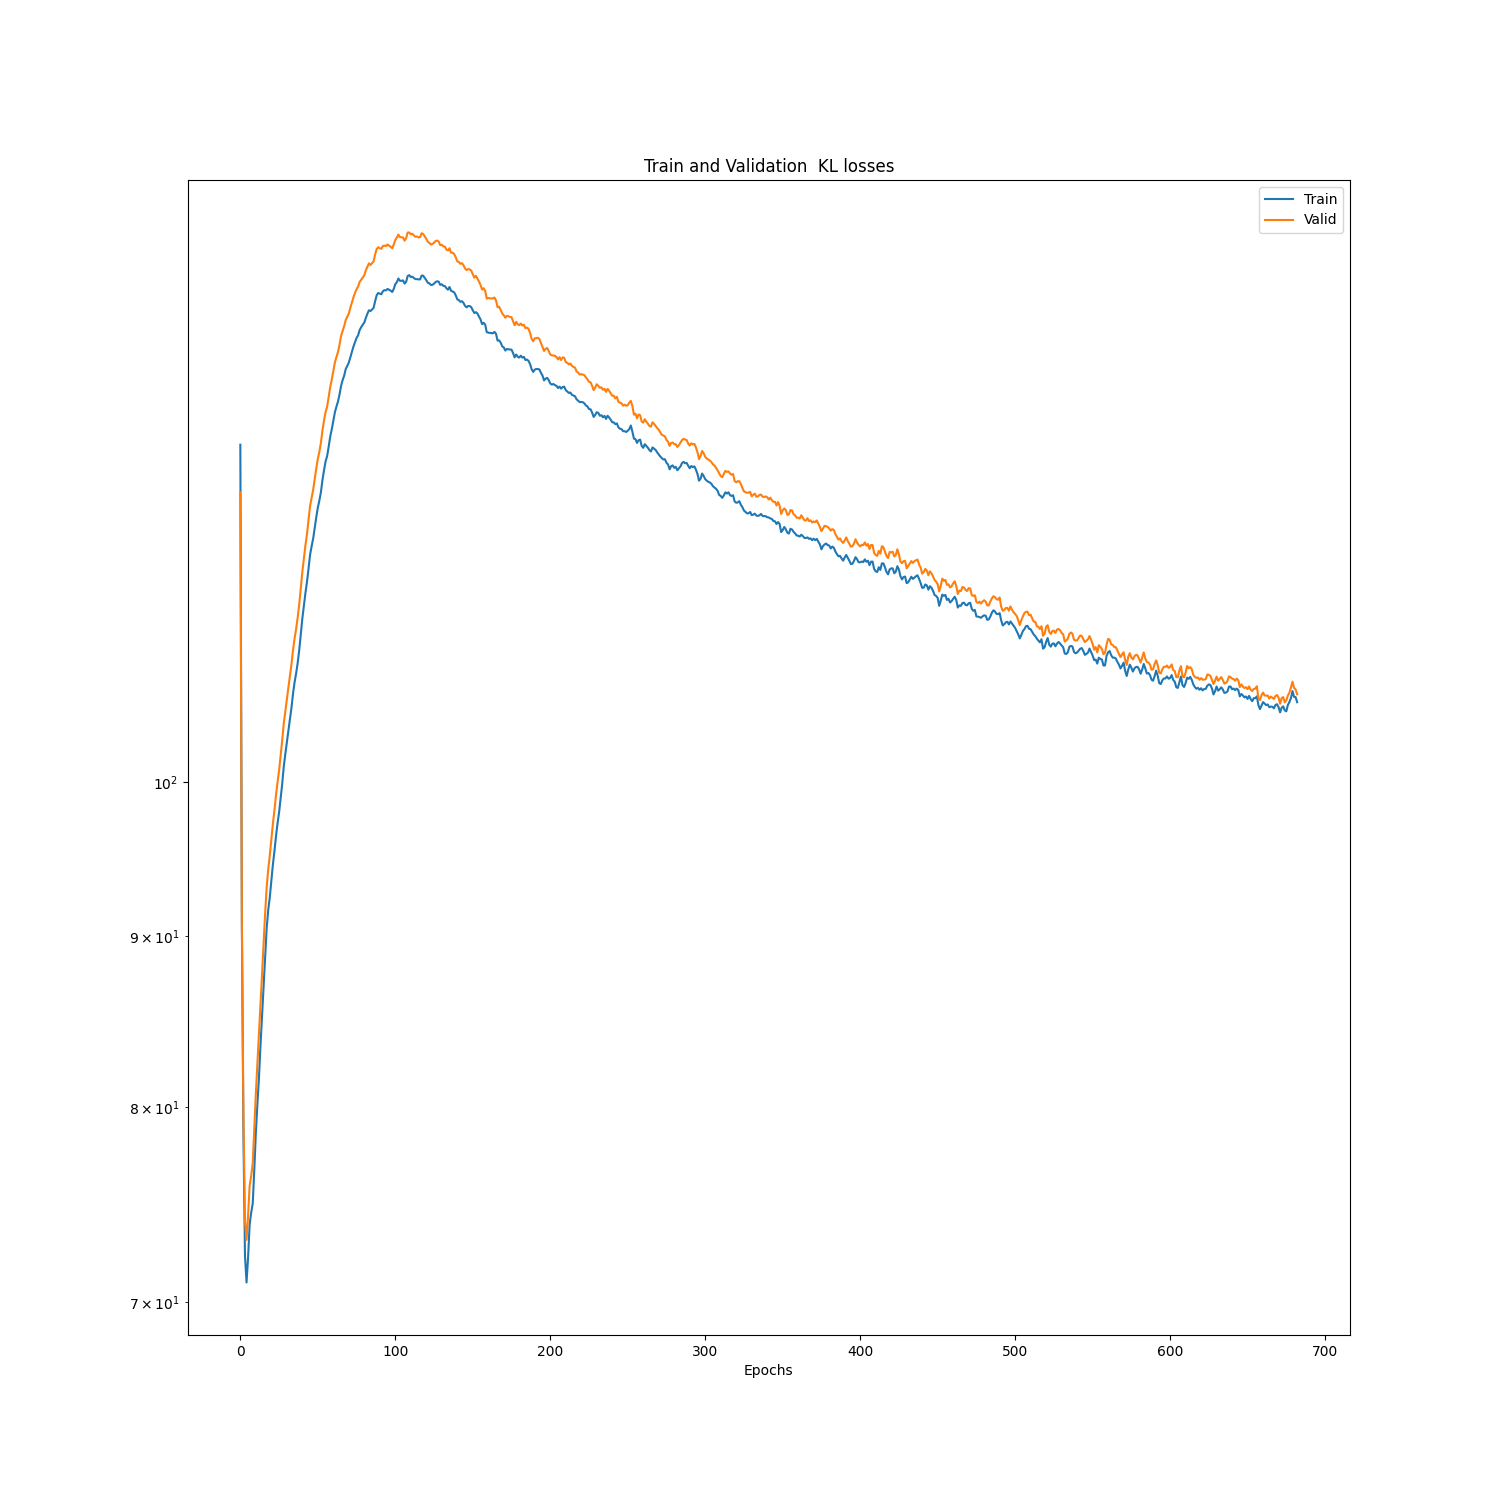 Train and Validation  KL losses
Train
Valid
10²
9 × 10¹
8 × 10¹
7 × 10¹
0 100 200 300 400 500 600 700
Epochs